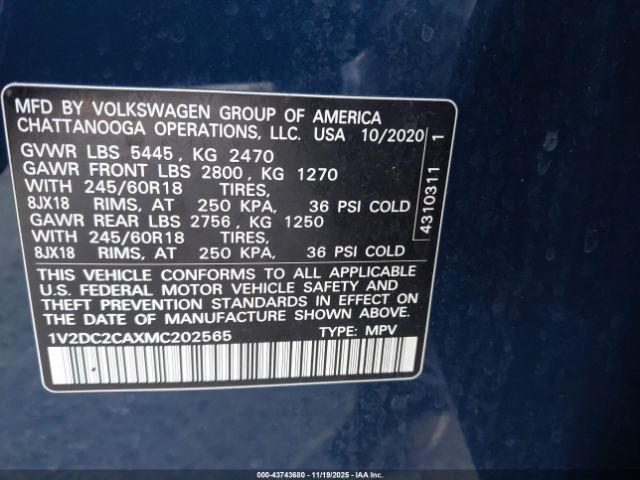 MFD BY VOLKSWAGEN GROUP OF AMERICA
CHATTANOOGA OPERATIONS, LLC. USA 10/2020
GVWR LBS 5445 , KG 2470
GAWR FRONT LBS 2800 , KG 1270
WITH 245/60R18 TIRES,
8JX18 RIMS, AT 250 KPA, 36 PSI COLD
GAWR REAR LBS 2756 , KG 1250
WITH 245/60R18 TIRES,
8JX18 RIMS, AT 250 KPA, 36 PSI COLD
THIS VEHICLE CONFORMS TO ALL APPLICABLE
U.S. FEDERAL MOTOR VEHICLE SAFETY AND
THEFT PREVENTION STANDARDS IN EFFECT ON
THE DATE OF MANUFACTURE SHOWN ABOVE.
1V2DC2CAXMC202565 TYPE: MPV
4310311 1
000-43743680 - 11/19/2025 - IAA Inc.